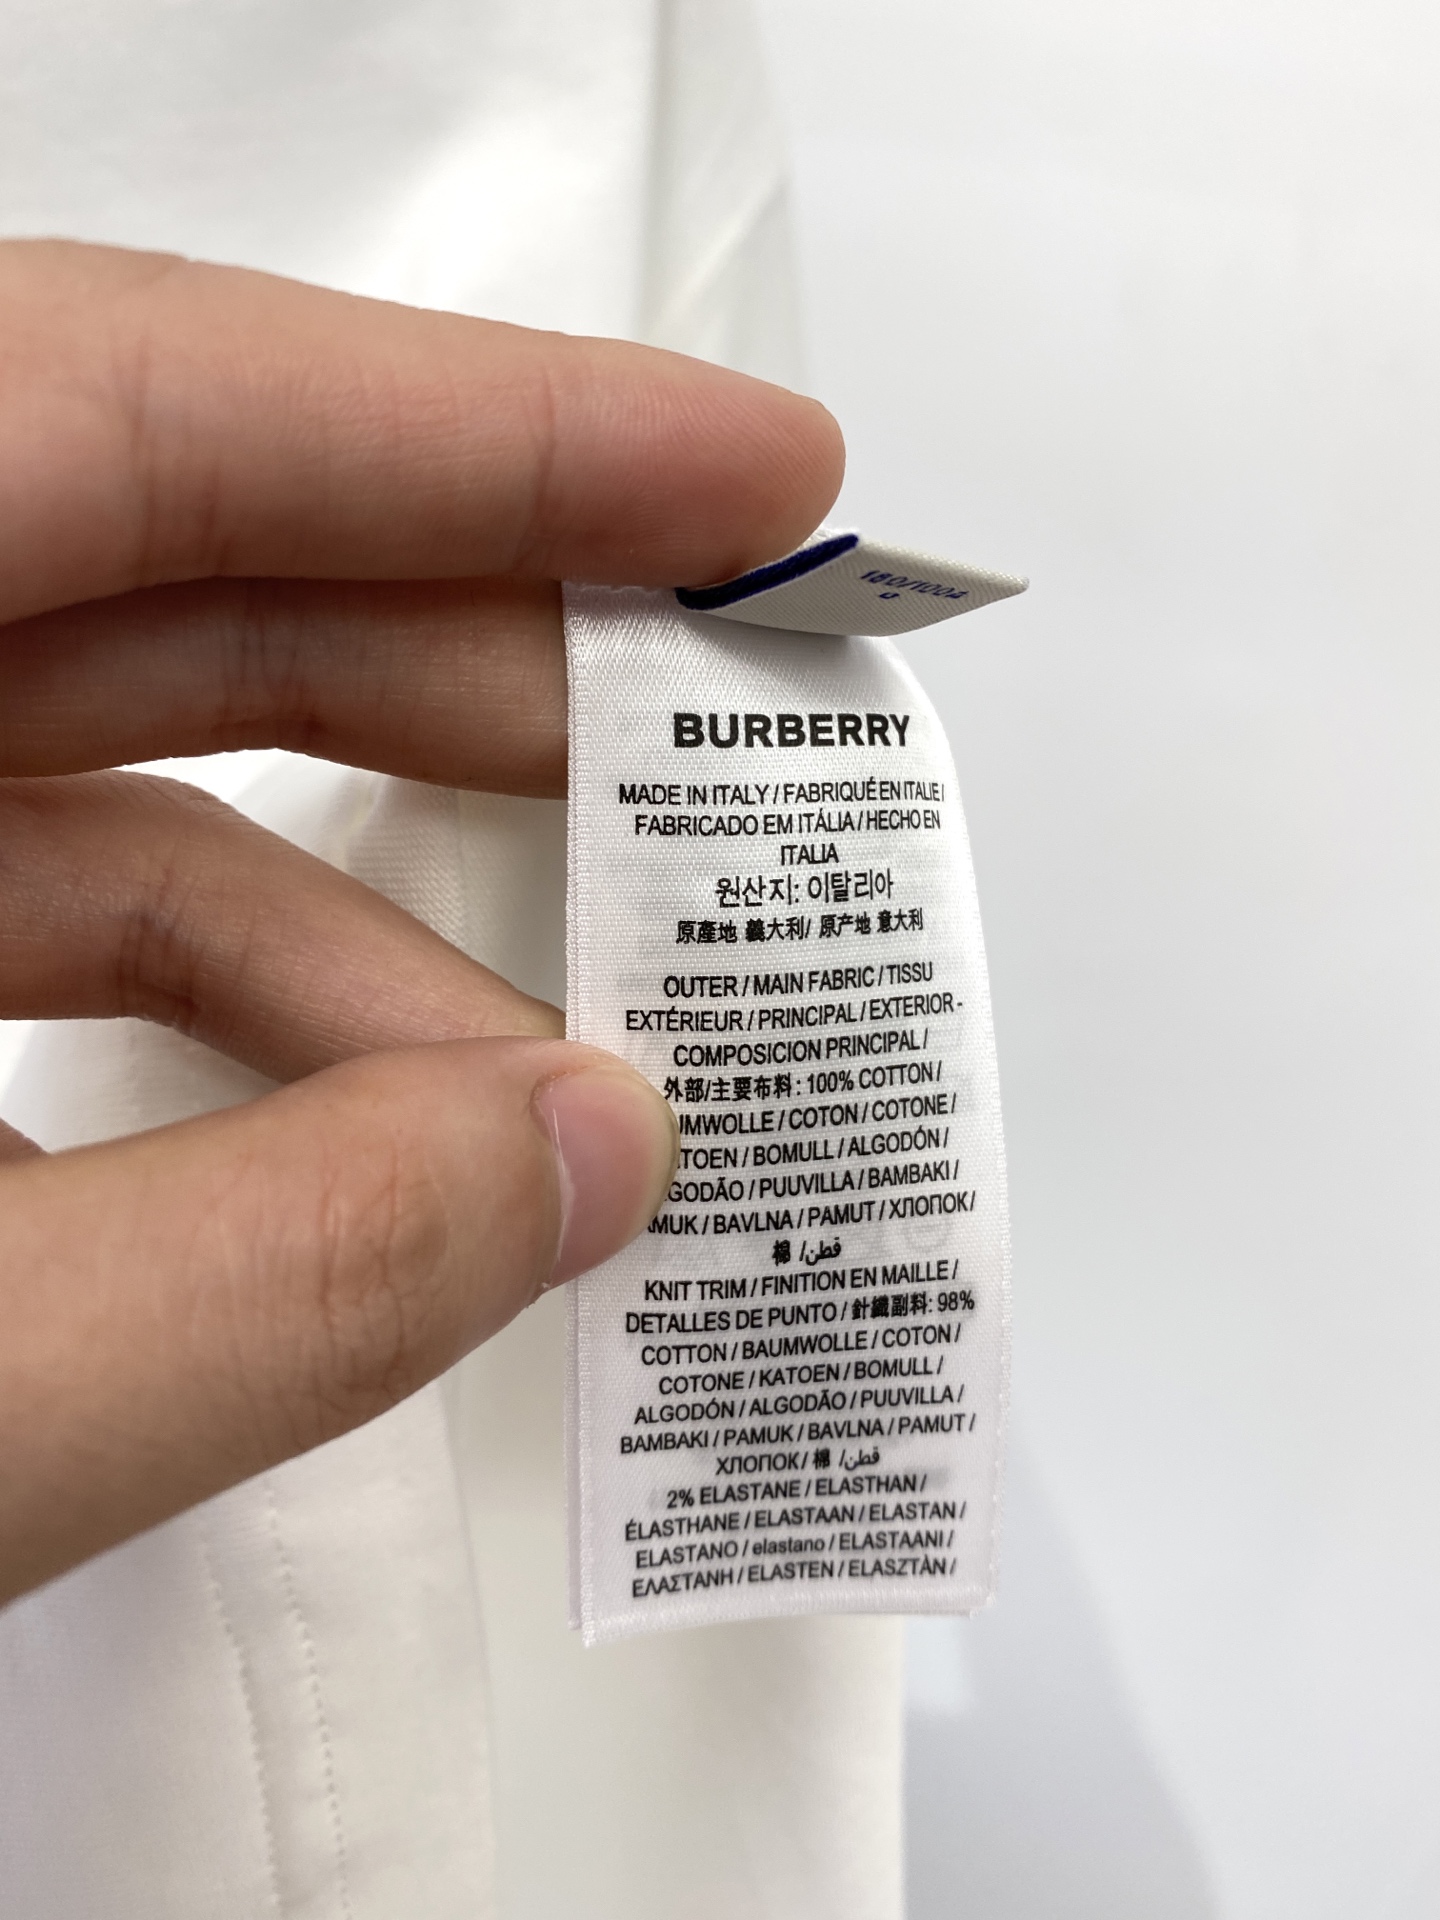 180/100A
BURBERRY
MADE IN ITALY / FABRIQUÉ EN ITALIE /
FABRICADO EM ITÁLIA / HECHO EN
ITALIA
원산지: 이탈리아
原產地 義大利/ 原产地 意大利
OUTER / MAIN FABRIC / TISSU
EXTÉRIEUR / PRINCIPAL / EXTERIOR -
COMPOSICION PRINCIPAL /
外部/主要布料: 100% COTTON /
UMWOLLE / COTON / COTONE /
TOEN / BOMULL / ALGODÓN /
GODÃO / PUUVILLA / BAMBAKI /
MUK / BAVLNA / PAMUT / ХЛОПОК /
棉 /قطن/
KNIT TRIM / FINITION EN MAILLE /
DETALLES DE PUNTO / 針織副料: 98%
COTTON / BAUMWOLLE / COTON /
COTONE / KATOEN / BOMULL /
ALGODÓN / ALGODÃO / PUUVILLA /
BAMBAKI / PAMUK / BAVLNA / PAMUT /
ХЛОПОК / 棉 /قطن/
2% ELASTANE / ELASTHAN /
ÉLASTHANE / ELASTAAN / ELASTAN /
ELASTANO / elastano / ELASTAANI /
ΕΛΑΣΤΑΝΗ / ELASTEN / ELASZTÀN /